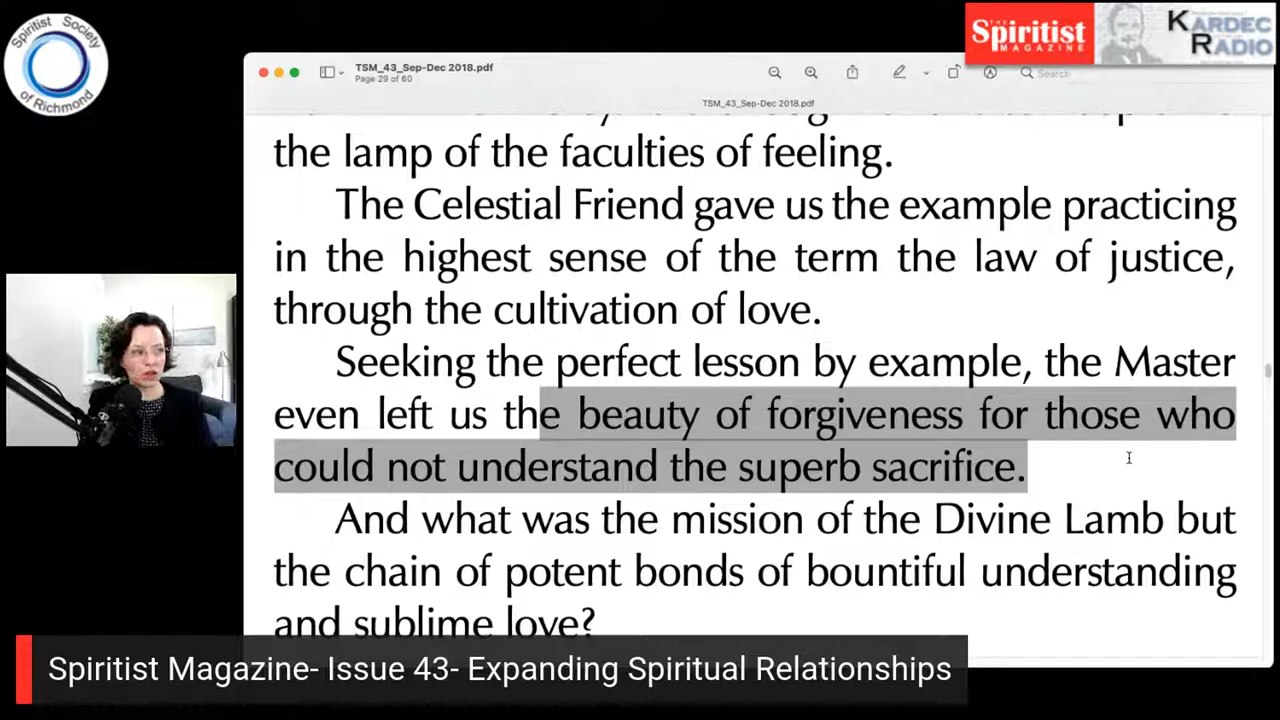 Spiritist Society
of Richmond
THE
Spiritist
MAGAZINE
KARDEC
RADIO
TSM_43_Sep-Dec 2018.pdf
Page 29 of 60
Search
TSM_43_Sep-Dec 2018.pdf
the lamp of the faculties of feeling.
The Celestial Friend gave us the example practicing
in the highest sense of the term the law of justice,
through the cultivation of love.
Seeking the perfect lesson by example, the Master
even left us the beauty of forgiveness for those who
could not understand the superb sacrifice.
And what was the mission of the Divine Lamb but
the chain of potent bonds of bountiful understanding
and sublime love?
Spiritist Magazine- Issue 43- Expanding Spiritual Relationships